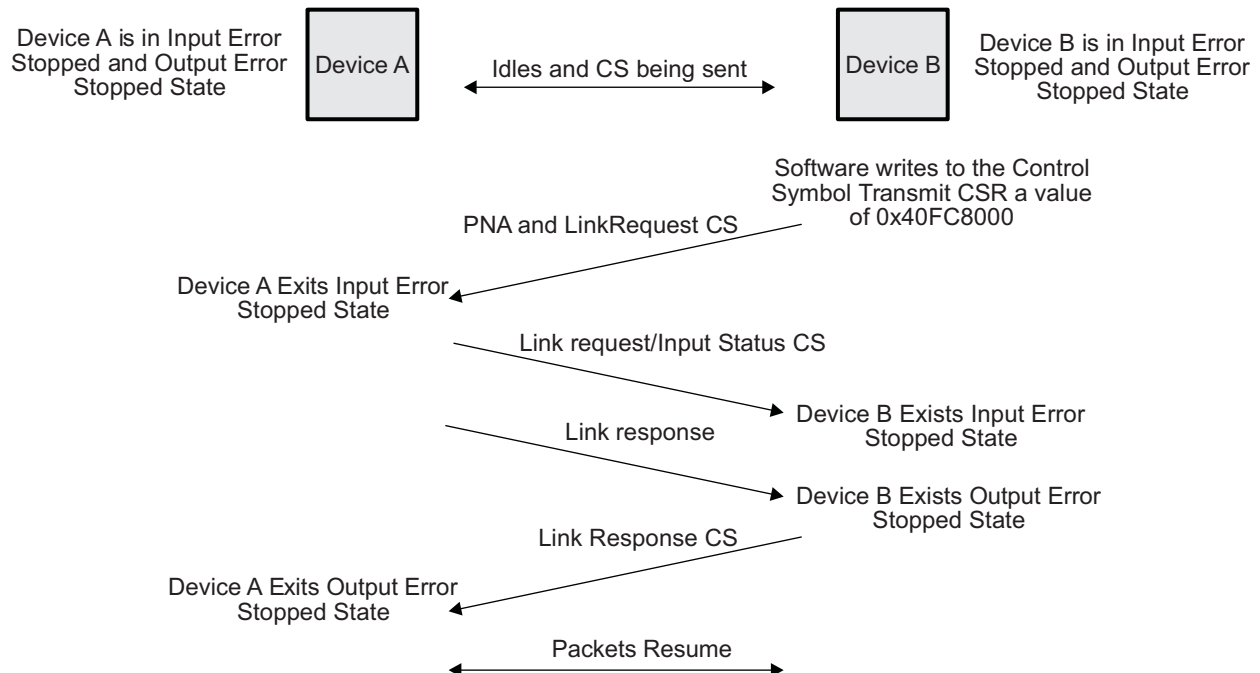 Device A is in Input Error
Stopped and Output Error
Stopped State
Device A
Idles and CS being sent
Device B
Device B is in Input Error
Stopped and Output Error
Stopped State
Software writes to the Control
Symbol Transmit CSR a value
of 0x40FC8000
PNA and LinkRequest CS
Device A Exits Input Error
Stopped State
Link request/Input Status CS
Device B Exists Input Error
Stopped State
Link response
Device B Exists Output Error
Stopped State
Link Response CS
Device A Exits Output Error
Stopped State
Packets Resume